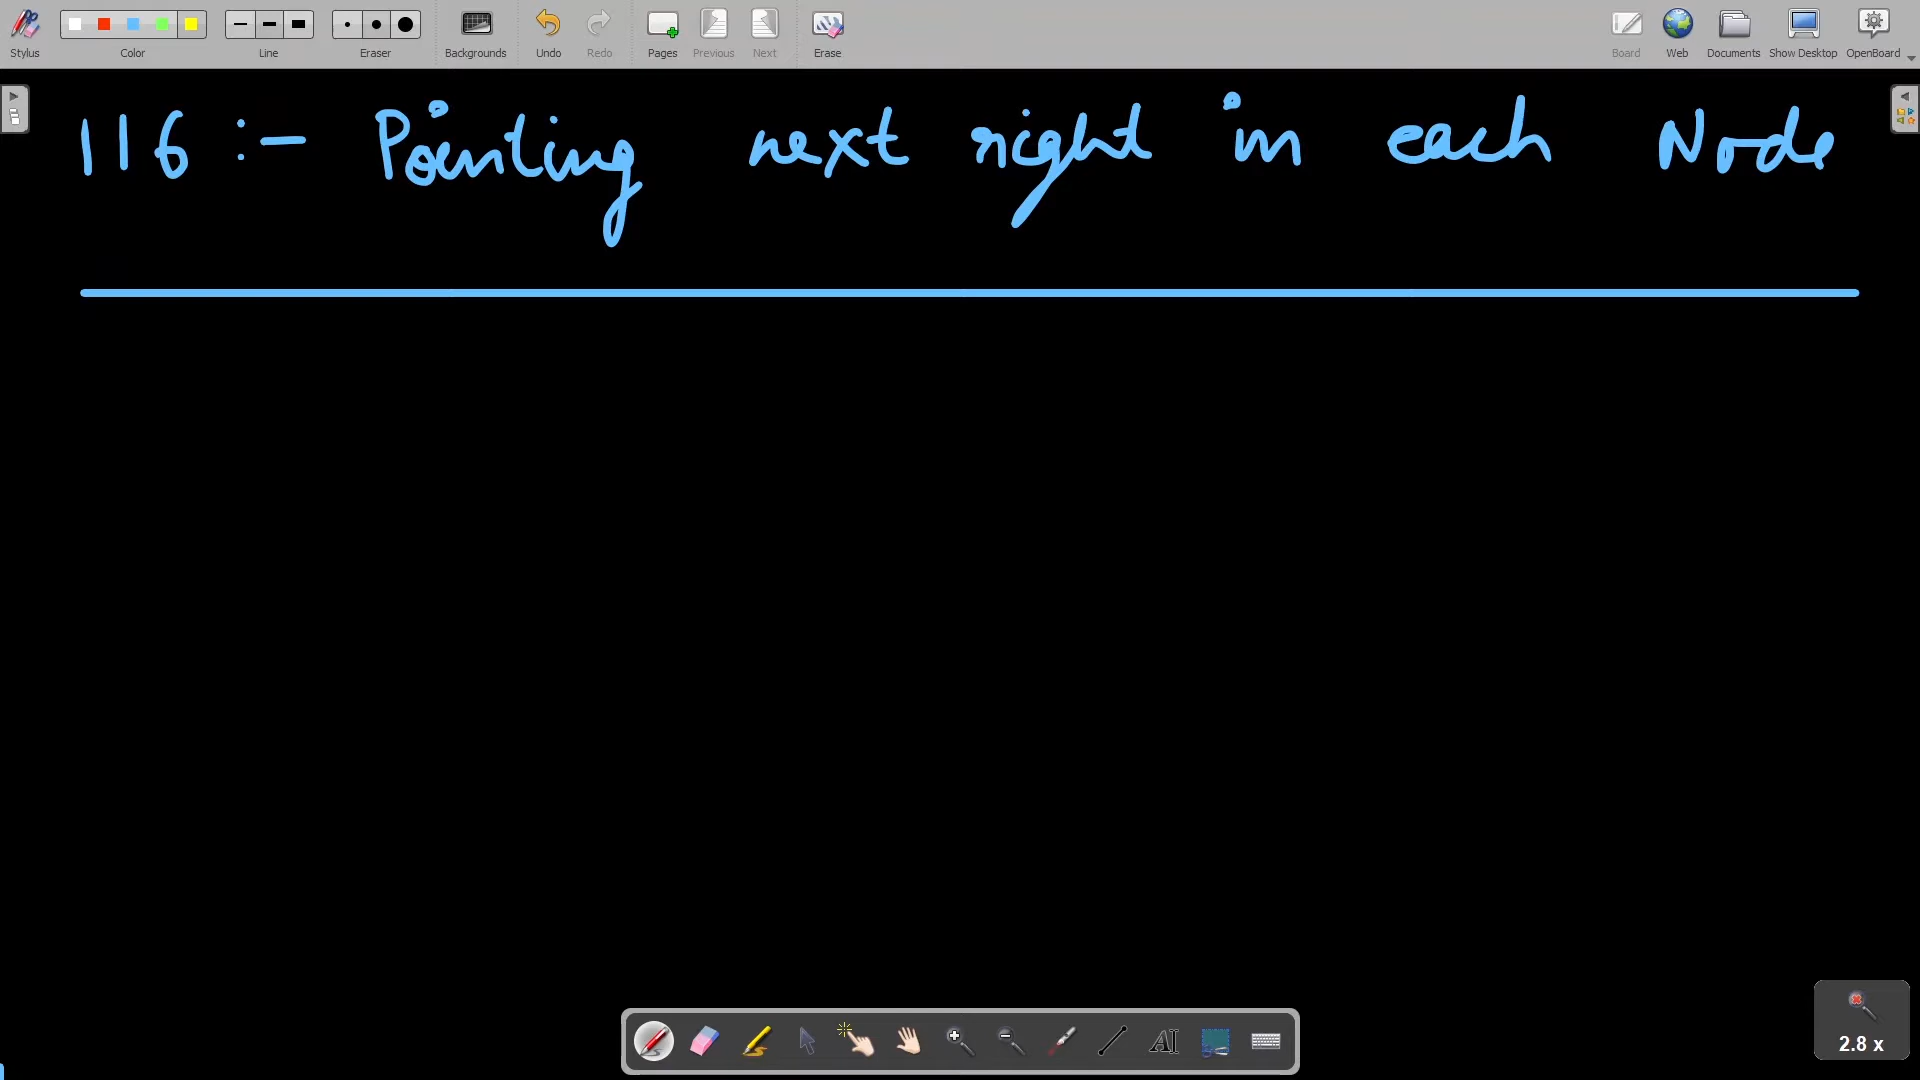 Stylus Color Line Eraser Backgrounds Undo Redo Pages Previous Next Erase Board Web Documents Show Desktop OpenBoard
116 :- Pointing next right in each Node
AI
2.8 x